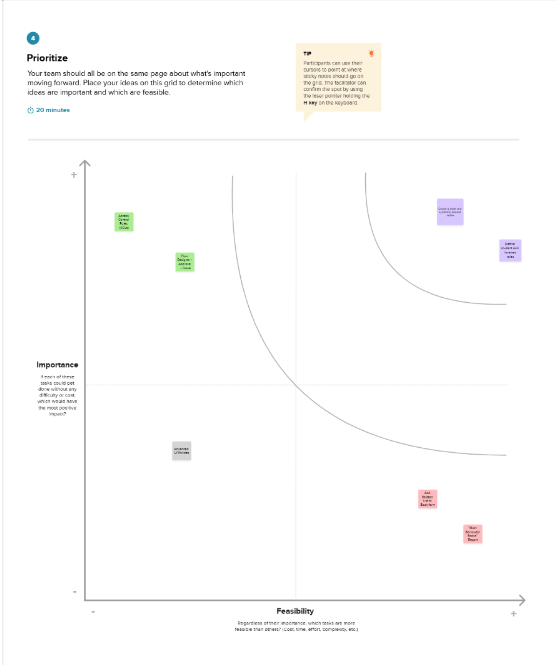 4
Prioritize
Your team should all be on the same page about what's important
moving forward. Place your ideas on this grid to determine which
ideas are important and which are feasible.
20 minutes
TIP
Participants can use their
cursors to point at where
sticky notes should go on
the grid. The facilitator can
confirm the spot by using
the laser pointer holding the
H key on the keyboard.
+
Importance
If each of these
tasks could get
done without any
difficulty or cost,
which would have
the most positive
impact?
-
-
Feasibility
+
Regardless of their importance, which tasks are more
feasible than others? (Cost, time, effort, complexity, etc.)